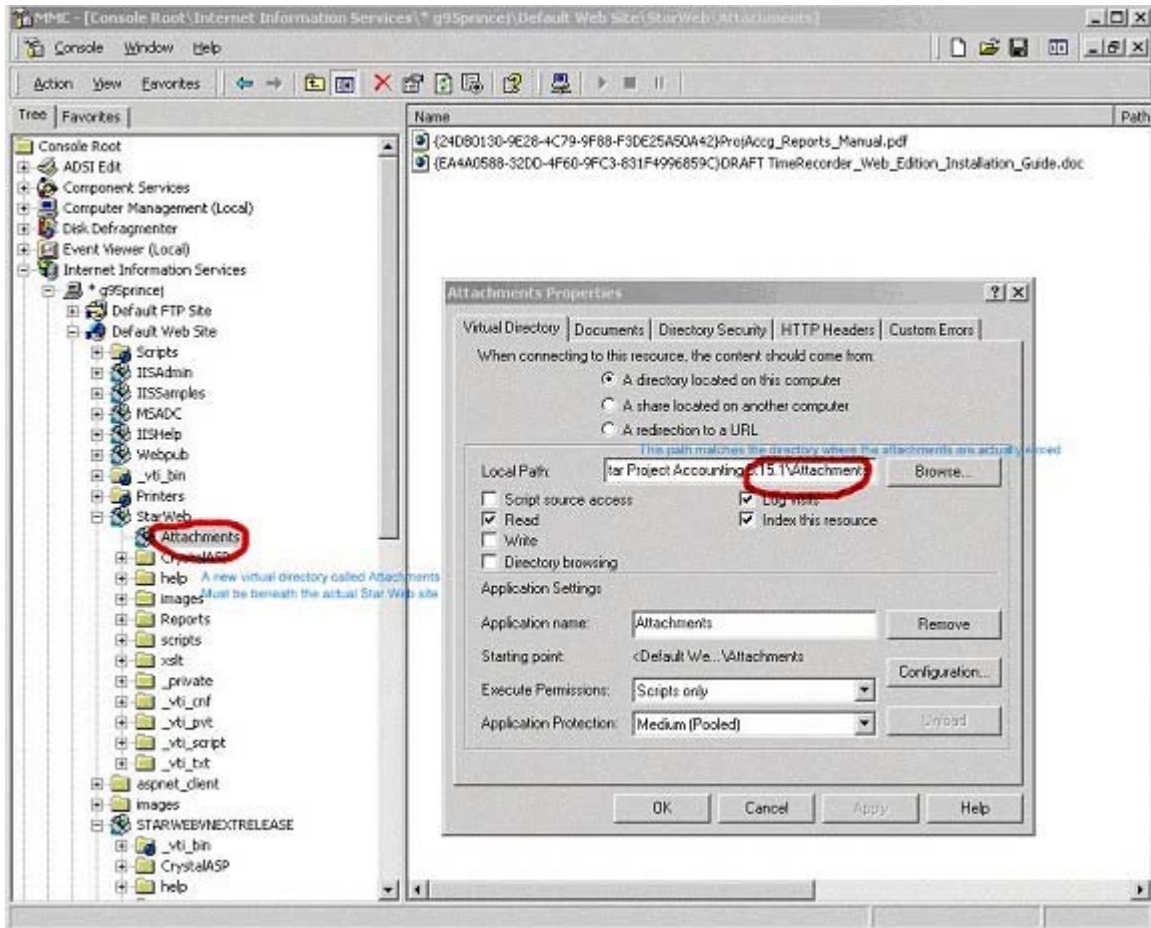 MMC - [Console Root\Internet Information Services\* g95princej\Default Web Site\StarWeb\Attachments]
Console Window Help
Action View Favorites
Tree Favorites
Name Path
Console Root
ADSI Edit
Component Services
Computer Management (Local)
Disk Defragmenter
Event Viewer (Local)
Internet Information Services
* g95princej
Default FTP Site
Default Web Site
Scripts
IISAdmin
IISSamples
MSADC
IISHelp
Webpub
_vti_bin
Printers
StarWeb
Attachments
CrystalASP
help
images
Reports
scripts
xslt
_private
_vti_cnf
_vti_pvt
_vti_script
_vti_txt
aspnet_client
images
STARWEBVNEXTRELEASE
_vti_bin
CrystalASP
help
A new virtual directory called Attachments
Must be beneath the actual Star Web site
{24DB0130-9E28-4C79-9F88-F3DE25A50A42}ProjAccg_Reports_Manual.pdf
{EA4A0588-32DD-4F60-9FC3-831F4996859C}DRAFT TimeRecorder_Web_Edition_Installation_Guide.doc
Attachments Properties
Virtual Directory Documents Directory Security HTTP Headers Custom Errors
When connecting to this resource, the content should come from:
A directory located on this computer
A share located on another computer
A redirection to a URL
This path matches the directory where the attachments are actually stored
Local Path: tar Project Accounting 5.15.1\Attachments Browse...
Script source access Log visits
Read Index this resource
Write
Directory browsing
Application Settings
Application name: Attachments Remove
Starting point: <Default We...\Attachments
Configuration...
Execute Permissions: Scripts only
Application Protection: Medium (Pooled) Unload
OK Cancel Apply Help